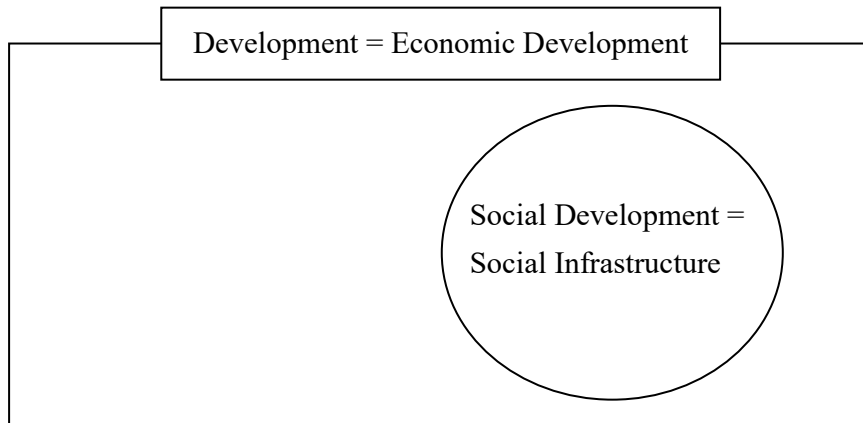 Development = Economic Development
Social Development =
Social Infrastructure